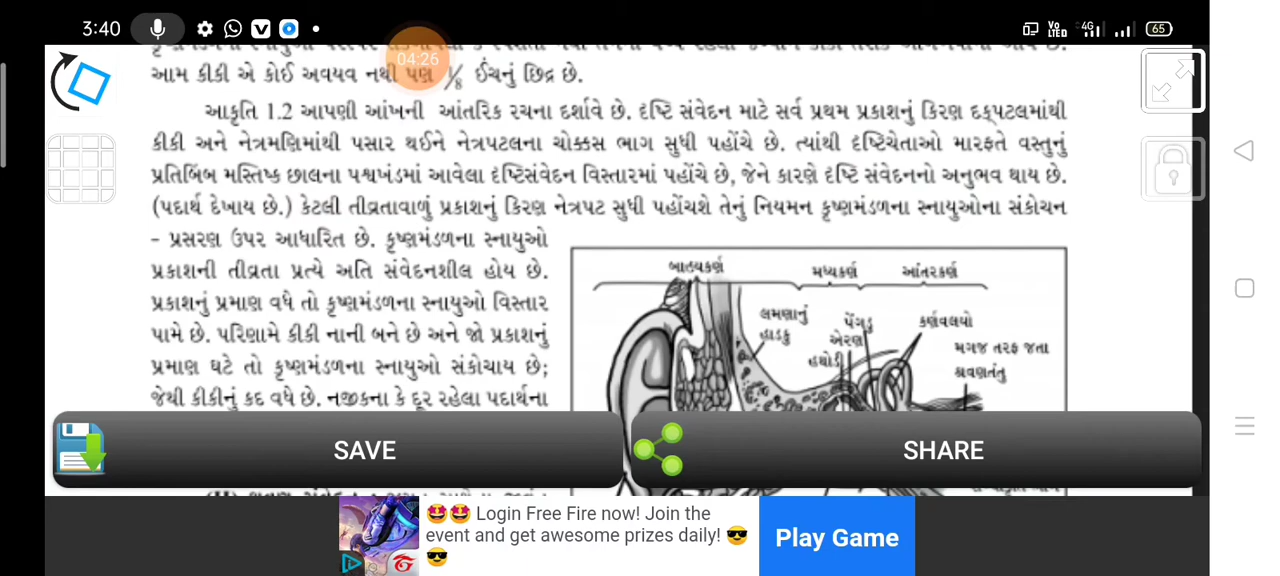 3:40
04:26
Vo
LTED
4G
65
આમ કીકી એ કોઈ અવયવ નથી પણ 1/8 ઈંચનું છિદ્ર છે.
આકૃતિ 1.2 આપણી આંખની આંતરિક રચના દર્શાવે છે. દૃષ્ટિ સંવેદન માટે સર્વ પ્રથમ પ્રકાશનું કિરણ દૃક્પટલમાંથી
કીકી અને નેત્રમણિમાંથી પસાર થઈને નેત્રપટલના ચોક્કસ ભાગ સુધી પહોંચે છે. ત્યાંથી દૃષ્ટિચેતાઓ મારફતે વસ્તુનું
પ્રતિબિંબ મસ્તિષ્ક છાલના પશ્ચખંડમાં આવેલા દૃષ્ટિસંવેદન વિસ્તારમાં પહોંચે છે, જેને કારણે દૃષ્ટિ સંવેદનનો અનુભવ થાય છે.
(પદાર્થ દેખાય છે.) કેટલી તીવ્રતાવાળું પ્રકાશનું કિરણ નેત્રપટ સુધી પહોંચશે તેનું નિયમન કૃષ્ણમંડળના સ્નાયુઓના સંકોચન
- પ્રસરણ ઉપર આધારિત છે. કૃષ્ણમંડળના સ્નાયુઓ
પ્રકાશની તીવ્રતા પ્રત્યે અતિ સંવેદનશીલ હોય છે.
પ્રકાશનું પ્રમાણ વધે તો કૃષ્ણમંડળના સ્નાયુઓ વિસ્તાર
પામે છે. પરિણામે કીકી નાની બને છે અને જો પ્રકાશનું
પ્રમાણ ઘટે તો કૃષ્ણમંડળના સ્નાયુઓ સંકોચાય છે;
જેથી કીકીનું કદ વધે છે. નજીકના કે દૂર રહેલા પદાર્થના
બાહ્યકર્ણ
મધ્યકર્ણ
આંતરકર્ણ
લમણાનું
હાડકુ
પેંગડુ
એરણ
હથોડી
કર્ણવલયો
મગજ તરફ જતા
શ્રવણતંતુ
SAVE
SHARE
🤩🤩 Login Free Fire now! Join the
event and get awesome prizes daily! 😎
😎
Play Game